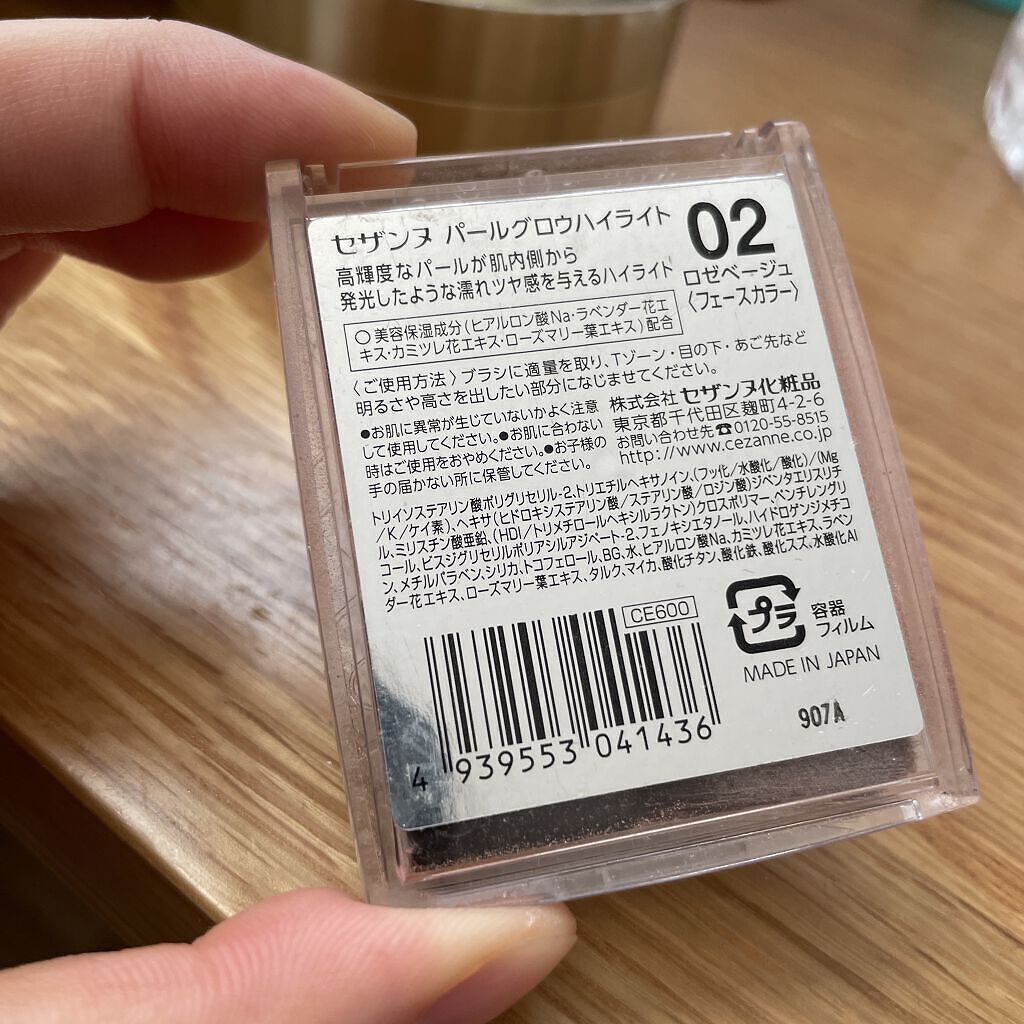 セザンヌ パールグロウハイライト
高輝度なパールが肌内側から
発光したような濡れツヤ感を与えるハイライト
02
ロゼベージュ
〈フェースカラー〉
○美容保湿成分(ヒアルロン酸Na・ラベンダー花エ
キス・カミツレ花エキス・ローズマリー葉エキス)配合
〈ご使用方法〉ブラシに適量を取り、Tゾーン・目の下・あご先など
明るさや高さを出したい部分になじませてください。
●お肌に異常が生じていないかよく注意
して使用してください。●お肌に合わない
時はご使用をおやめください。●お子様の
手の届かない所に保管してください。
株式会社 セザンヌ化粧品
東京都千代田区麹町4-2-6
お問い合わせ先☎0120-55-8515
http://www.cezanne.co.jp
トリイソステアリン酸ポリグリセリル-2、トリエチルヘキサノイン、(フッ化/水酸化/酸化)/(Mg
/K/ケイ素)、ヘキサ(ヒドロキシステアリン酸/ステアリン酸/ロジン酸)ジペンタエリスリチ
ル、ミリスチン酸亜鉛、(HDI/トリメチロールヘキシルラクトン)クロスポリマー、ペンチレングリ
コール、ビスジグリセリルポリアシルアジペート-2、フェノキシエタノール、ハイドロゲンジメチコ
ン、メチルパラベン、シリカ、トコフェロール、BG、水、ヒアルロン酸Na、カミツレ花エキス、ラベン
ダー花エキス、ローズマリー葉エキス、タルク、マイカ、酸化チタン、酸化鉄、酸化スズ、水酸化Al
CE600
4 939553 041436
プラ
容器
フィルム
MADE IN JAPAN
907A